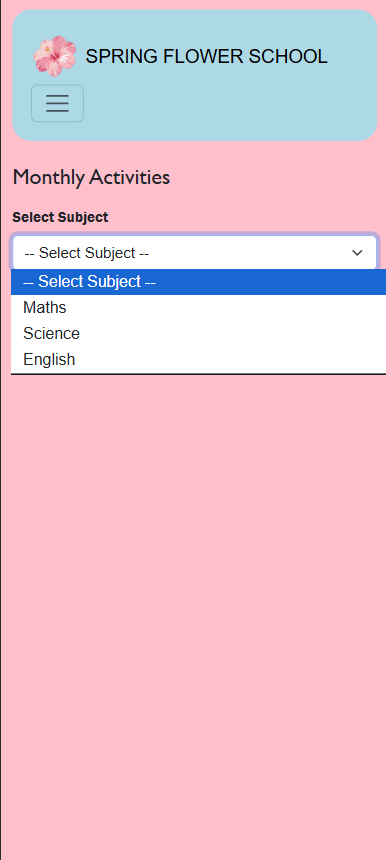 SPRING FLOWER SCHOOL
Monthly Activities
Select Subject
-- Select Subject --
-- Select Subject --
Maths
Science
English